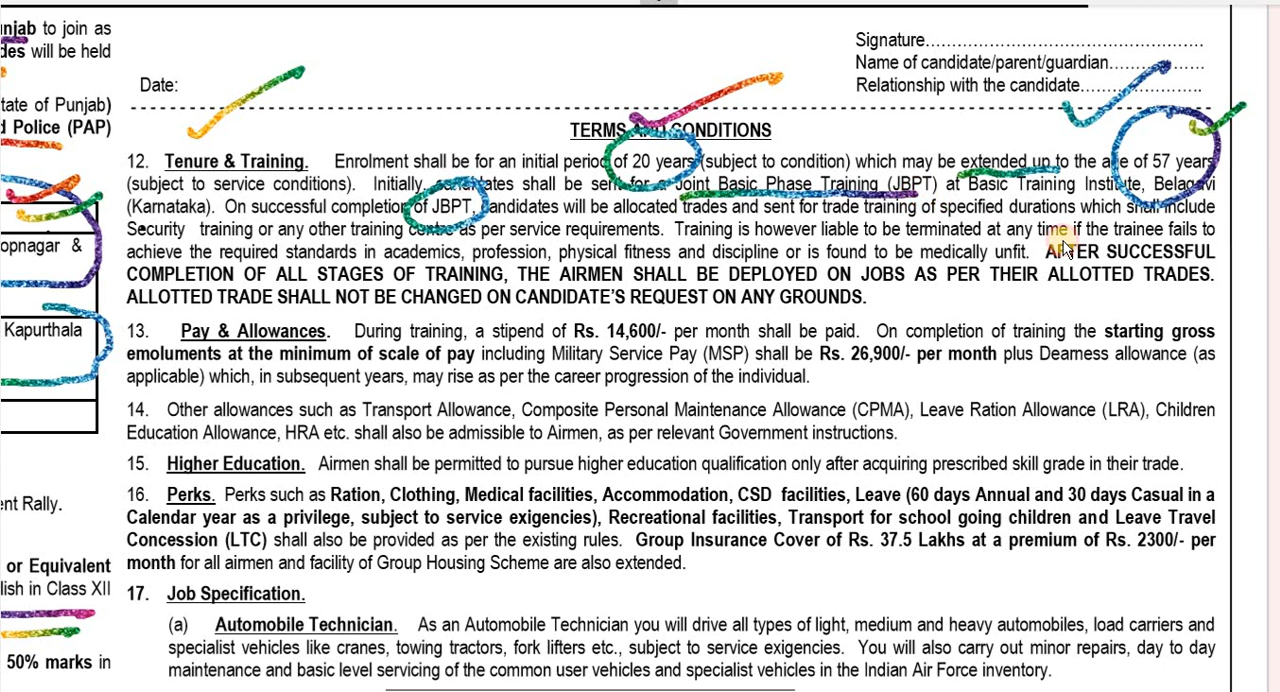 unjab to join as
des will be held
tate of Punjab)
d Police (PAP)
opnagar &
Kapurthala
ent Rally.
or Equivalent
lish in Class XII
50% marks in
Signature…………………………………………
Name of candidate/parent/guardian……………
Relationship with the candidate………………..
Date:
TERMS AND CONDITIONS
12. Tenure & Training. Enrolment shall be for an initial period of 20 years (subject to condition) which may be extended up to the age of 57 years
(subject to service conditions). Initially, candidates shall be sent for a Joint Basic Phase Training (JBPT) at Basic Training Institute, Belagavi
(Karnataka). On successful completion of JBPT, candidates will be allocated trades and sent for trade training of specified durations which shall include
Security training or any other training centre as per service requirements. Training is however liable to be terminated at any time if the trainee fails to
achieve the required standards in academics, profession, physical fitness and discipline or is found to be medically unfit. AFTER SUCCESSFUL
COMPLETION OF ALL STAGES OF TRAINING, THE AIRMEN SHALL BE DEPLOYED ON JOBS AS PER THEIR ALLOTTED TRADES.
ALLOTTED TRADE SHALL NOT BE CHANGED ON CANDIDATE'S REQUEST ON ANY GROUNDS.
13. Pay & Allowances. During training, a stipend of Rs. 14,600/- per month shall be paid. On completion of training the starting gross
emoluments at the minimum of scale of pay including Military Service Pay (MSP) shall be Rs. 26,900/- per month plus Dearness allowance (as
applicable) which, in subsequent years, may rise as per the career progression of the individual.
14. Other allowances such as Transport Allowance, Composite Personal Maintenance Allowance (CPMA), Leave Ration Allowance (LRA), Children
Education Allowance, HRA etc. shall also be admissible to Airmen, as per relevant Government instructions.
15. Higher Education. Airmen shall be permitted to pursue higher education qualification only after acquiring prescribed skill grade in their trade.
16. Perks. Perks such as Ration, Clothing, Medical facilities, Accommodation, CSD facilities, Leave (60 days Annual and 30 days Casual in a
Calendar year as a privilege, subject to service exigencies), Recreational facilities, Transport for school going children and Leave Travel
Concession (LTC) shall also be provided as per the existing rules. Group Insurance Cover of Rs. 37.5 Lakhs at a premium of Rs. 2300/- per
month for all airmen and facility of Group Housing Scheme are also extended.
17. Job Specification.
(a) Automobile Technician. As an Automobile Technician you will drive all types of light, medium and heavy automobiles, load carriers and
specialist vehicles like cranes, towing tractors, fork lifters etc., subject to service exigencies. You will also carry out minor repairs, day to day
maintenance and basic level servicing of the common user vehicles and specialist vehicles in the Indian Air Force inventory.